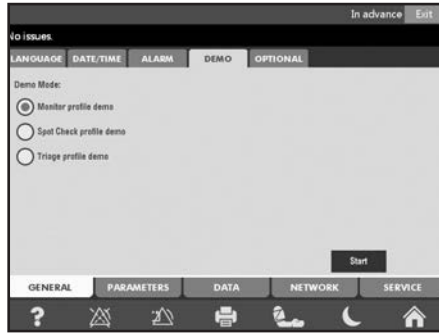 In advance Exit
No issues.
LANGUAGE DATE/TIME ALARM DEMO OPTIONAL
Demo Mode:
Monitor profile demo
Spot Check profile demo
Triage profile demo
Start
GENERAL PARAMETERS DATA NETWORK SERVICE
?